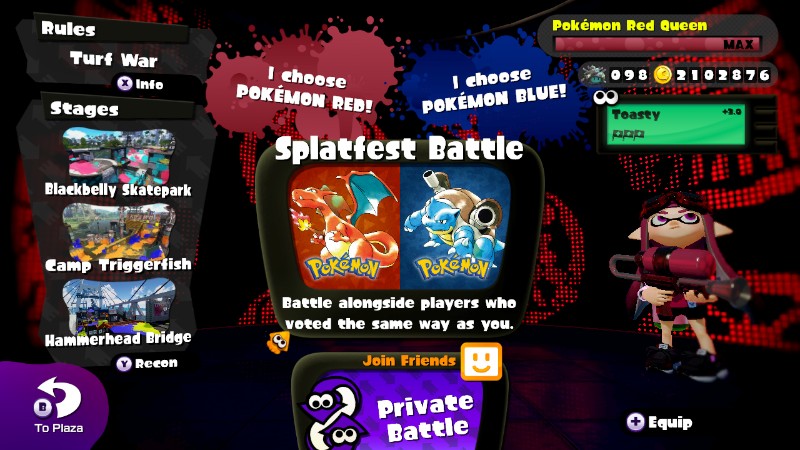 Rules
Turf War
X Info
Stages
Blackbelly Skatepark
Camp Triggerfish
Hammerhead Bridge
Y Recon
B
To Plaza
I choose
POKÉMON RED!
I choose
POKÉMON BLUE!
Splatfest Battle
POKéMON
POKéMON
Battle alongside players who
voted the same way as you.
Join Friends
Private
Battle
Pokémon Red Queen
MAX
098 2102876
Toasty +2.0
Equip